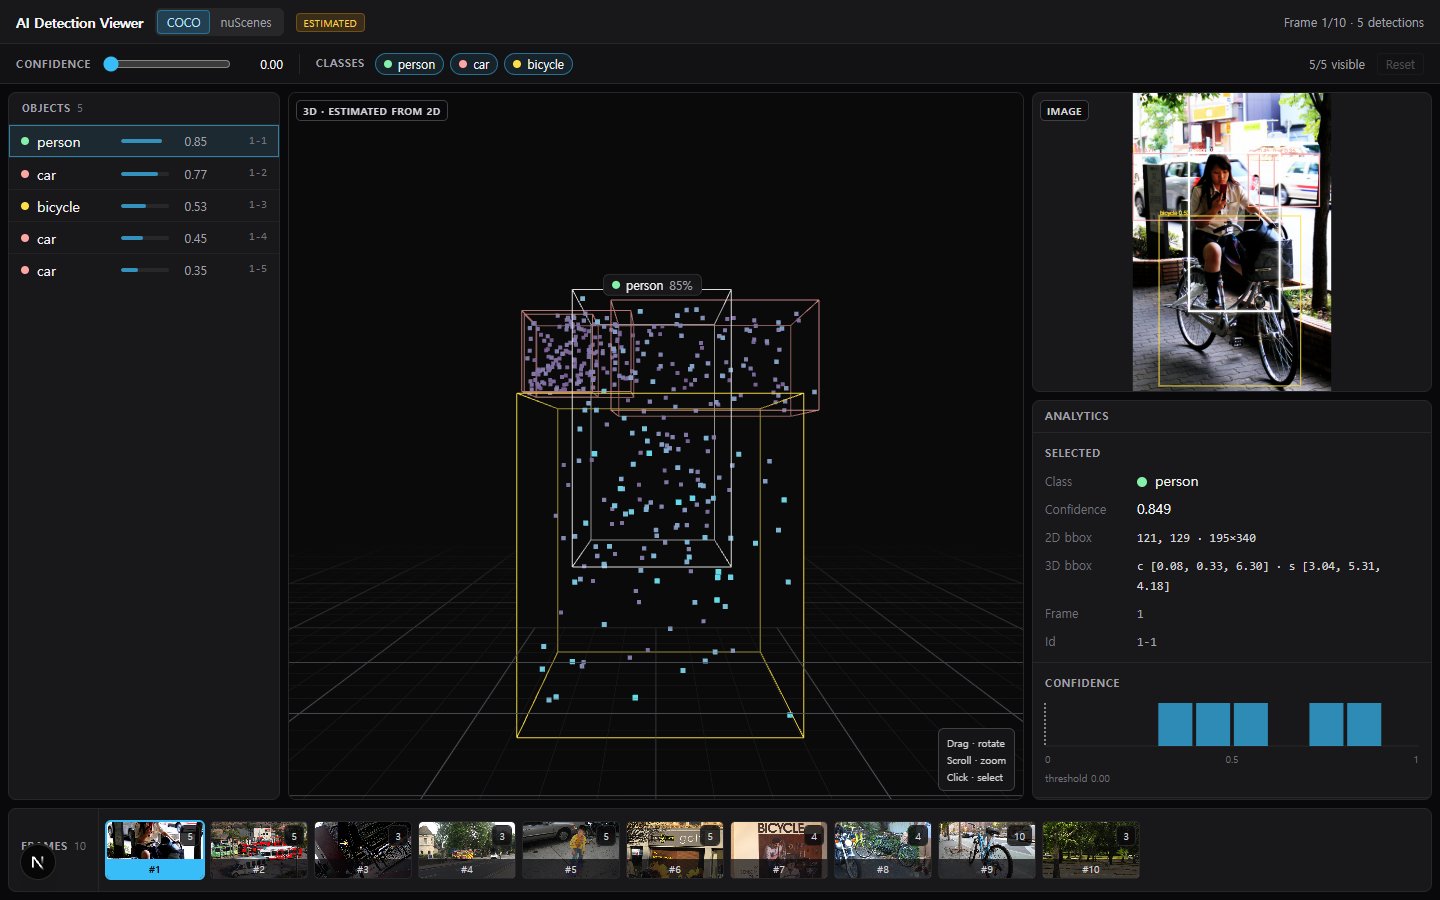 AI Detection Viewer COCO nuScenes ESTIMATED Frame 1/10 · 5 detections
CONFIDENCE 0.00 CLASSES person car bicycle 5/5 visible Reset
OBJECTS 5
person 0.85 1-1
car 0.77 1-2
bicycle 0.53 1-3
car 0.45 1-4
car 0.35 1-5
3D · ESTIMATED FROM 2D
person 85%
Drag · rotate
Scroll · zoom
Click · select
IMAGE
bicycle 0.53
ANALYTICS
SELECTED
Class person
Confidence 0.849
2D bbox 121, 129 · 195×340
3D bbox c [0.08, 0.33, 6.30] · s [3.04, 5.31,
4.18]
Frame 1
Id 1-1
CONFIDENCE
0 0.5 1
threshold 0.00
N
10
5 5 3 3 5 5 4 4 10 3
BICYCLE
#1 #2 #3 #4 #5 #6 #7 #8 #9 #10